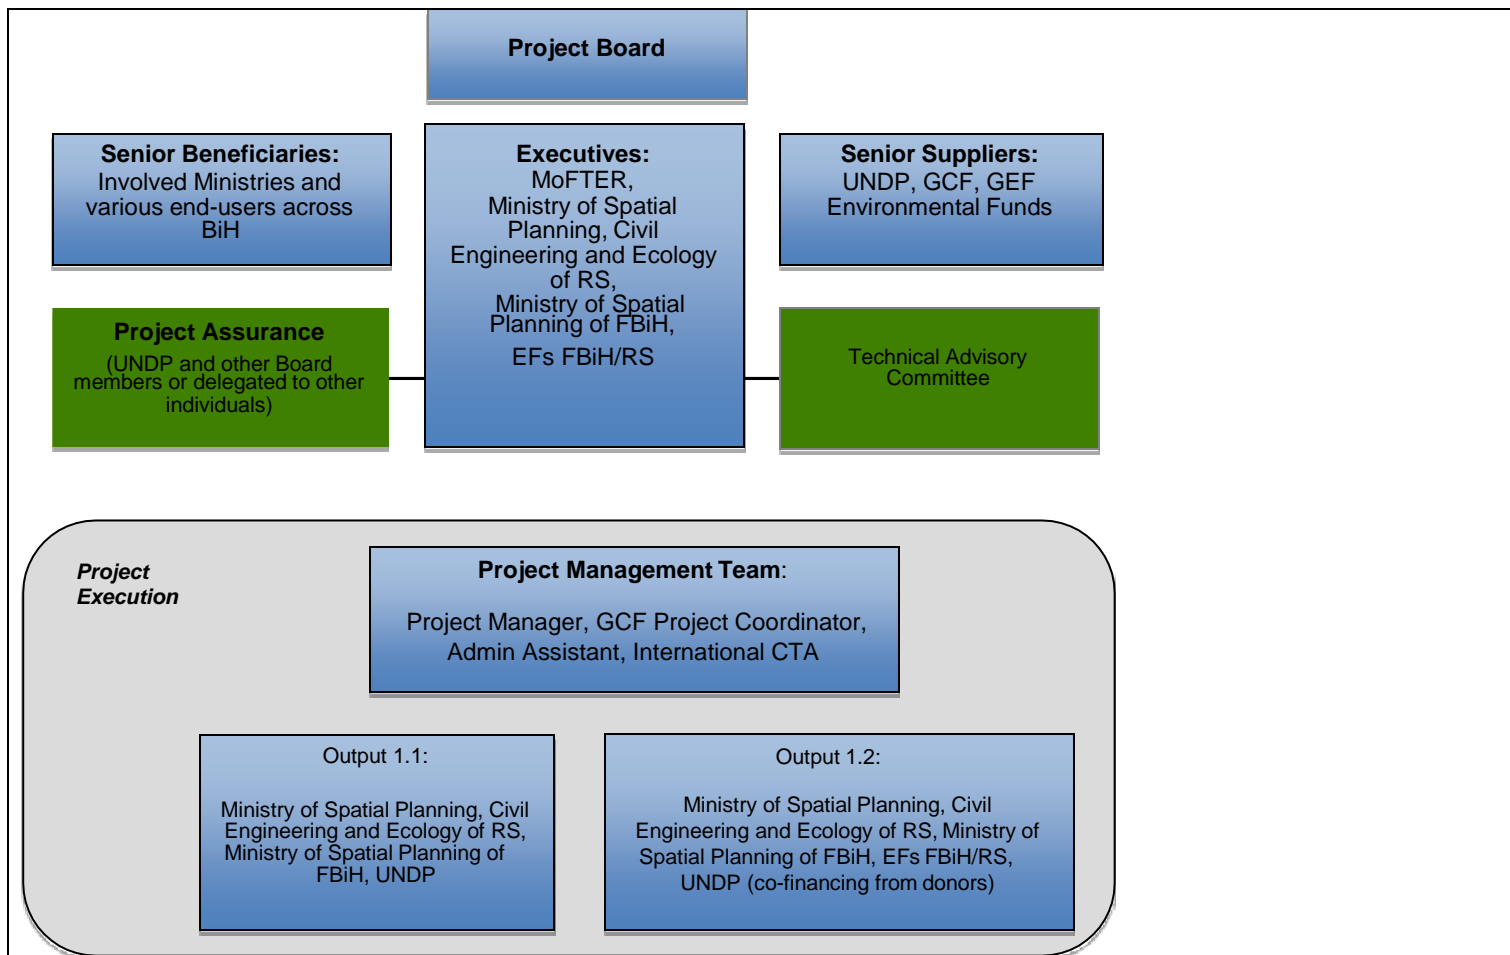 Project Board
Senior Beneficiaries:
Involved Ministries and
various end-users across
BiH
Executives:
MoFTER,
Ministry of Spatial
Planning, Civil
Engineering and Ecology
of RS,
Ministry of Spatial
Planning of FBiH,
EFs FBiH/RS
Senior Suppliers:
UNDP, GCF, GEF
Environmental Funds
Project Assurance
(UNDP and other Board
members or delegated to other
individuals)
Technical Advisory
Committee
Project
Execution
Project Management Team:
Project Manager, GCF Project Coordinator,
Admin Assistant, International CTA
Output 1.1:
Ministry of Spatial Planning, Civil
Engineering and Ecology of RS,
Ministry of Spatial Planning of
FBiH, UNDP
Output 1.2:
Ministry of Spatial Planning, Civil
Engineering and Ecology of RS, Ministry of
Spatial Planning of FBiH, EFs FBiH/RS,
UNDP (co-financing from donors)